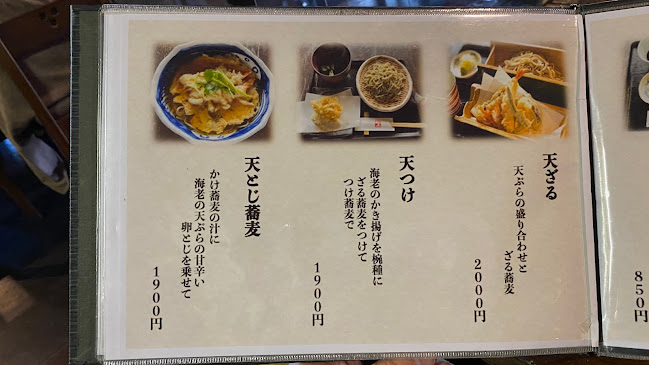 天ざる
天ぷらの盛り合わせと
ざる蕎麦
2000円
天つけ
海老のかき揚げを椀種に
ざる蕎麦をつけて
つけ蕎麦で
1900円
天とじ蕎麦
かけ蕎麦の汁に
海老の天ぷらの甘辛い
卵とじを乗せて
1900円
850円